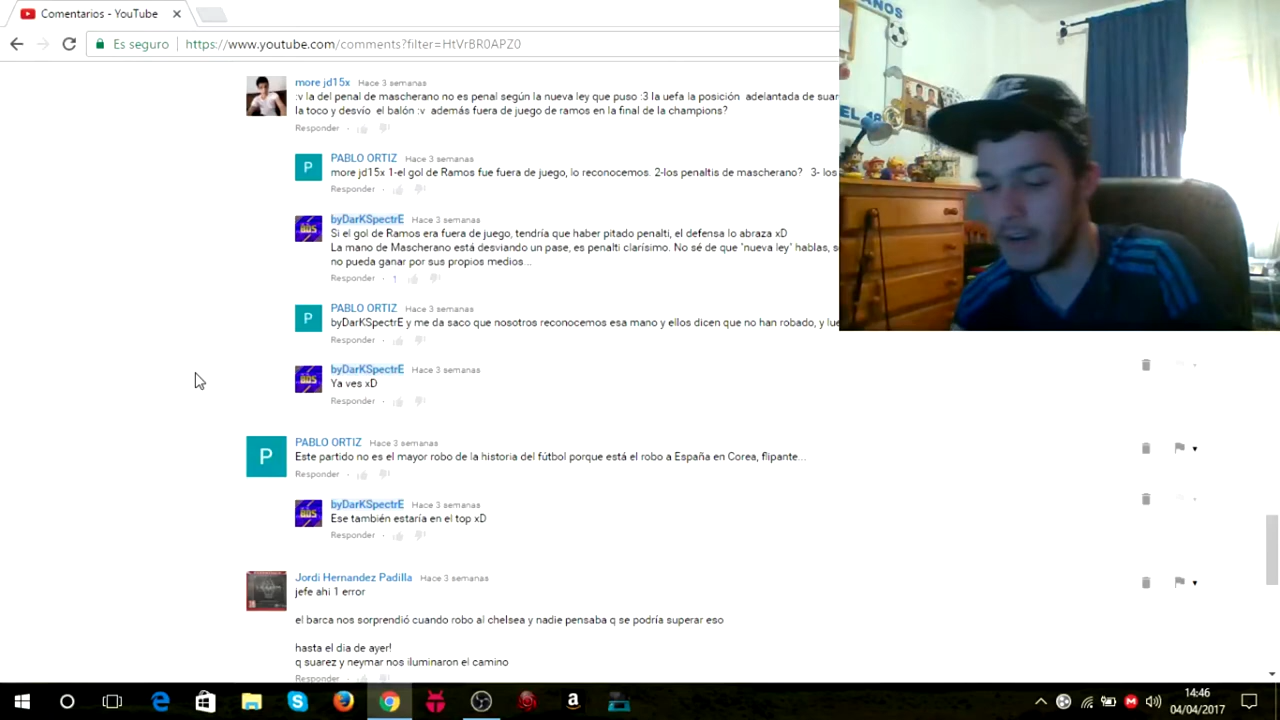 Comentarios - YouTube
Es seguro
https://www.youtube.com/comments?filter=HtVrBR0APZ0
more jd15x Hace 3 semanas
:v la del penal de mascherano no es penal según la nueva ley que puso :3 la uefa la posición adelantada de suar
la toco y desvío el balón :v además fuera de juego de ramos en la final de la champions?
Responder
P
PABLO ORTIZ Hace 3 semanas
more jd15x 1-el gol de Ramos fue fuera de juego, lo reconocemos. 2-los penaltis de mascherano? 3- los
Responder
BDS
byDarKSpectrE Hace 3 semanas
Si el gol de Ramos era fuera de juego, tendría que haber pitado penalti, el defensa lo abraza xD
La mano de Mascherano está desviando un pase, es penalti clarísimo. No sé de que "nueva ley" hablas, s
no pueda ganar por sus propios medios...
Responder · 1
P
PABLO ORTIZ Hace 3 semanas
byDarKSpectrE y me da saco que nosotros reconocemos esa mano y ellos dicen que no han robado, y lue
Responder
BDS
byDarKSpectrE Hace 3 semanas
Ya ves xD
Responder
P
PABLO ORTIZ Hace 3 semanas
Este partido no es el mayor robo de la historia del fútbol porque está el robo a España en Corea, flipante...
Responder
BDS
byDarKSpectrE Hace 3 semanas
Ese también estaría en el top xD
Responder
Jordi Hernandez Padilla Hace 3 semanas
jefe ahi 1 error
el barca nos sorprendió cuando robo al chelsea y nadie pensaba q se podría superar eso
hasta el dia de ayer!
q suarez y neymar nos iluminaron el camino
Responder
14:46
04/04/2017